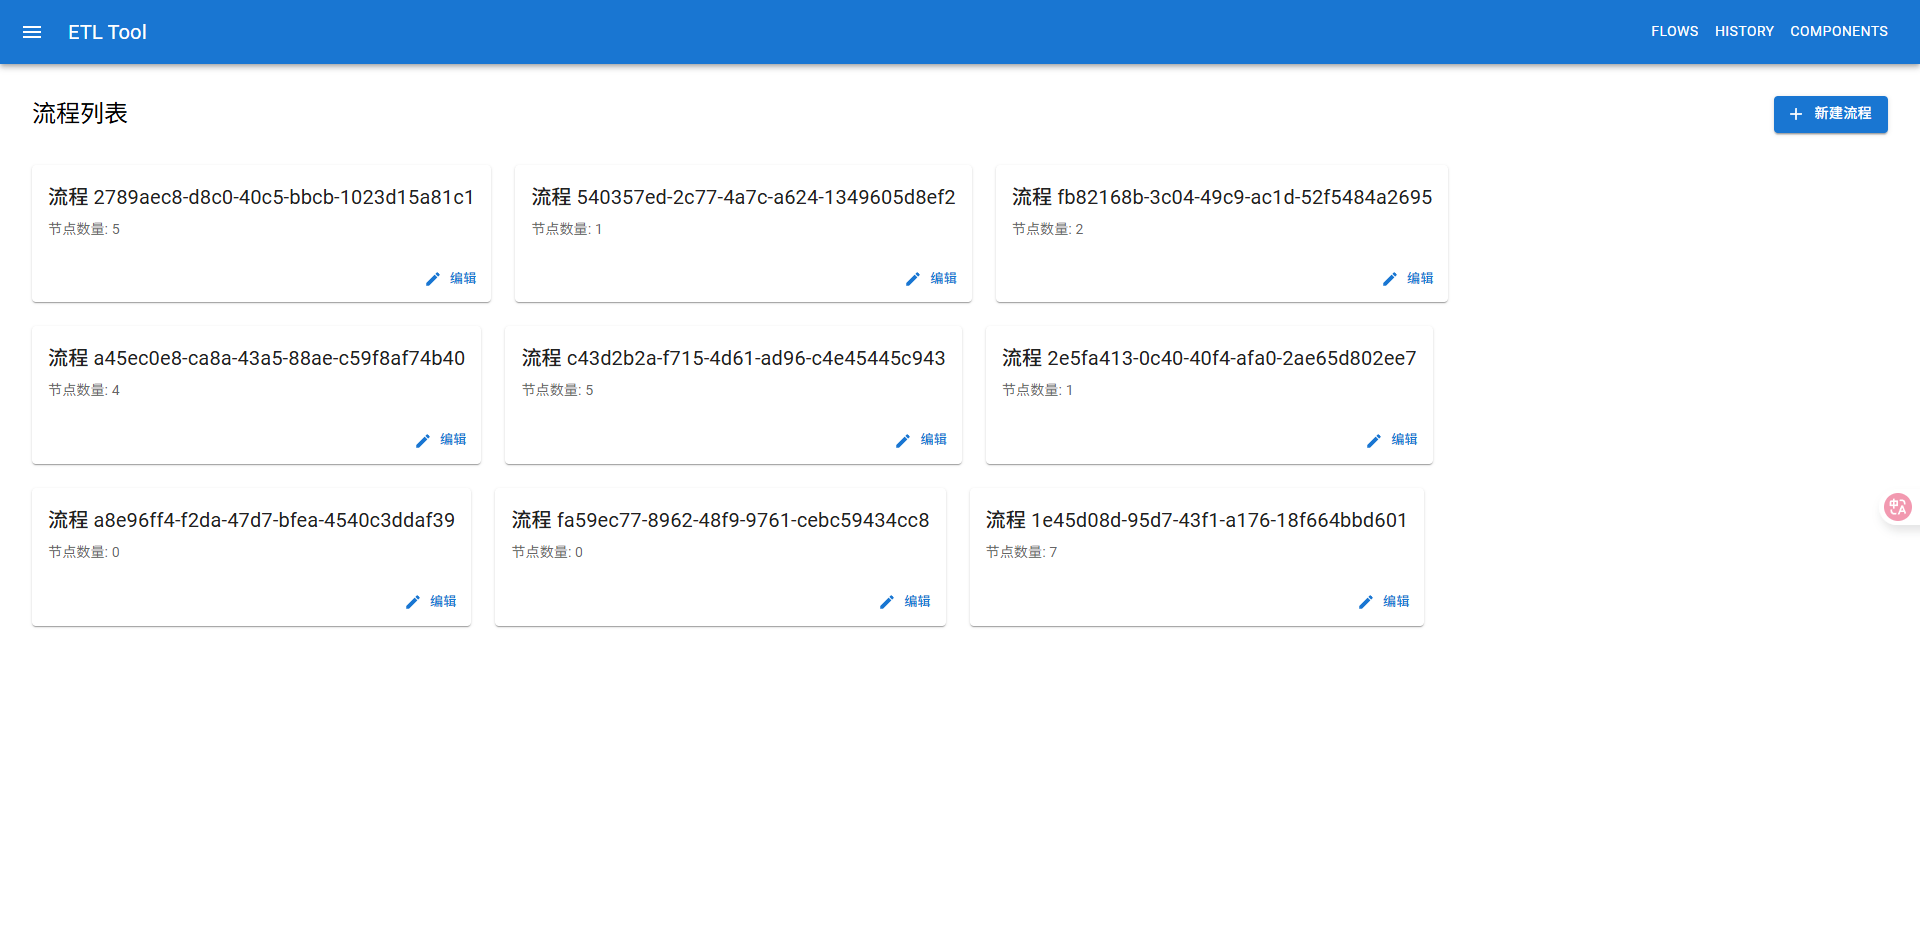 ETL Tool
FLOWS HISTORY COMPONENTS
流程列表
新建流程
流程 2789aec8-d8c0-40c5-bbcb-1023d15a81c1
节点数量: 5
编辑
流程 540357ed-2c77-4a7c-a624-1349605d8ef2
节点数量: 1
编辑
流程 fb82168b-3c04-49c9-ac1d-52f5484a2695
节点数量: 2
编辑
流程 a45ec0e8-ca8a-43a5-88ae-c59f8af74b40
节点数量: 4
编辑
流程 c43d2b2a-f715-4d61-ad96-c4e45445c943
节点数量: 5
编辑
流程 2e5fa413-0c40-40f4-afa0-2ae65d802ee7
节点数量: 1
编辑
流程 a8e96ff4-f2da-47d7-bfea-4540c3ddaf39
节点数量: 0
编辑
流程 fa59ec77-8962-48f9-9761-cebc59434cc8
节点数量: 0
编辑
流程 1e45d08d-95d7-43f1-a176-18f664bbd601
节点数量: 7
编辑
中 A